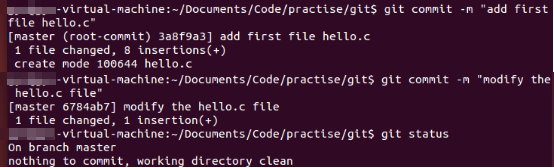 -virtual-machine:~/Documents/Code/practise/git$ git commit -m "add first
file hello.c"
[master (root-commit) 3a8f9a3] add first file hello.c
1 file changed, 8 insertions(+)
create mode 100644 hello.c
-virtual-machine:~/Documents/Code/practise/git$ git commit -m "modify the
hello.c file"
[master 6784ab7] modify the hello.c file
1 file changed, 1 insertion(+)
-virtual-machine:~/Documents/Code/practise/git$ git status
On branch master
nothing to commit, working directory clean